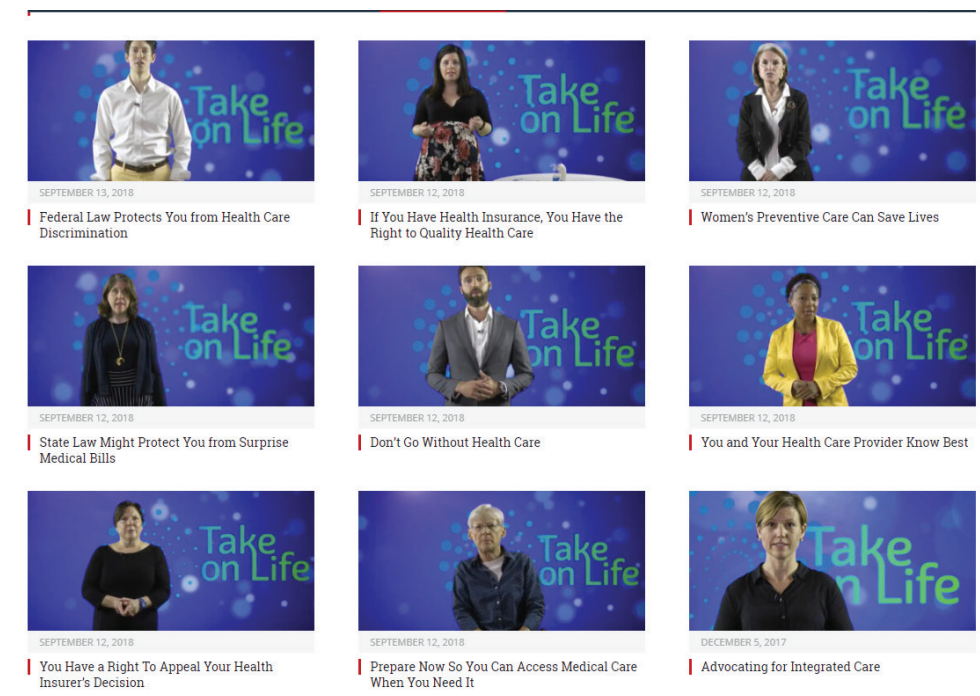 Take
on Life
Take
on Life
Take
on Life
SEPTEMBER 13, 2018
SEPTEMBER 12, 2018
SEPTEMBER 12, 2018
Federal Law Protects You from Health Care
Discrimination
If You Have Health Insurance, You Have the
Right to Quality Health Care
Women's Preventive Care Can Save Lives
Take
on Life
Take
on Life
Take
on Life
SEPTEMBER 12, 2018
SEPTEMBER 12, 2018
SEPTEMBER 12, 2018
State Law Might Protect You from Surprise
Medical Bills
Don't Go Without Health Care
You and Your Health Care Provider Know Best
Take
on Life
Take
on Life
Take
on Life
SEPTEMBER 12, 2018
SEPTEMBER 12, 2018
DECEMBER 5, 2017
You Have a Right To Appeal Your Health
Insurer's Decision
Prepare Now So You Can Access Medical Care
When You Need It
Advocating for Integrated Care